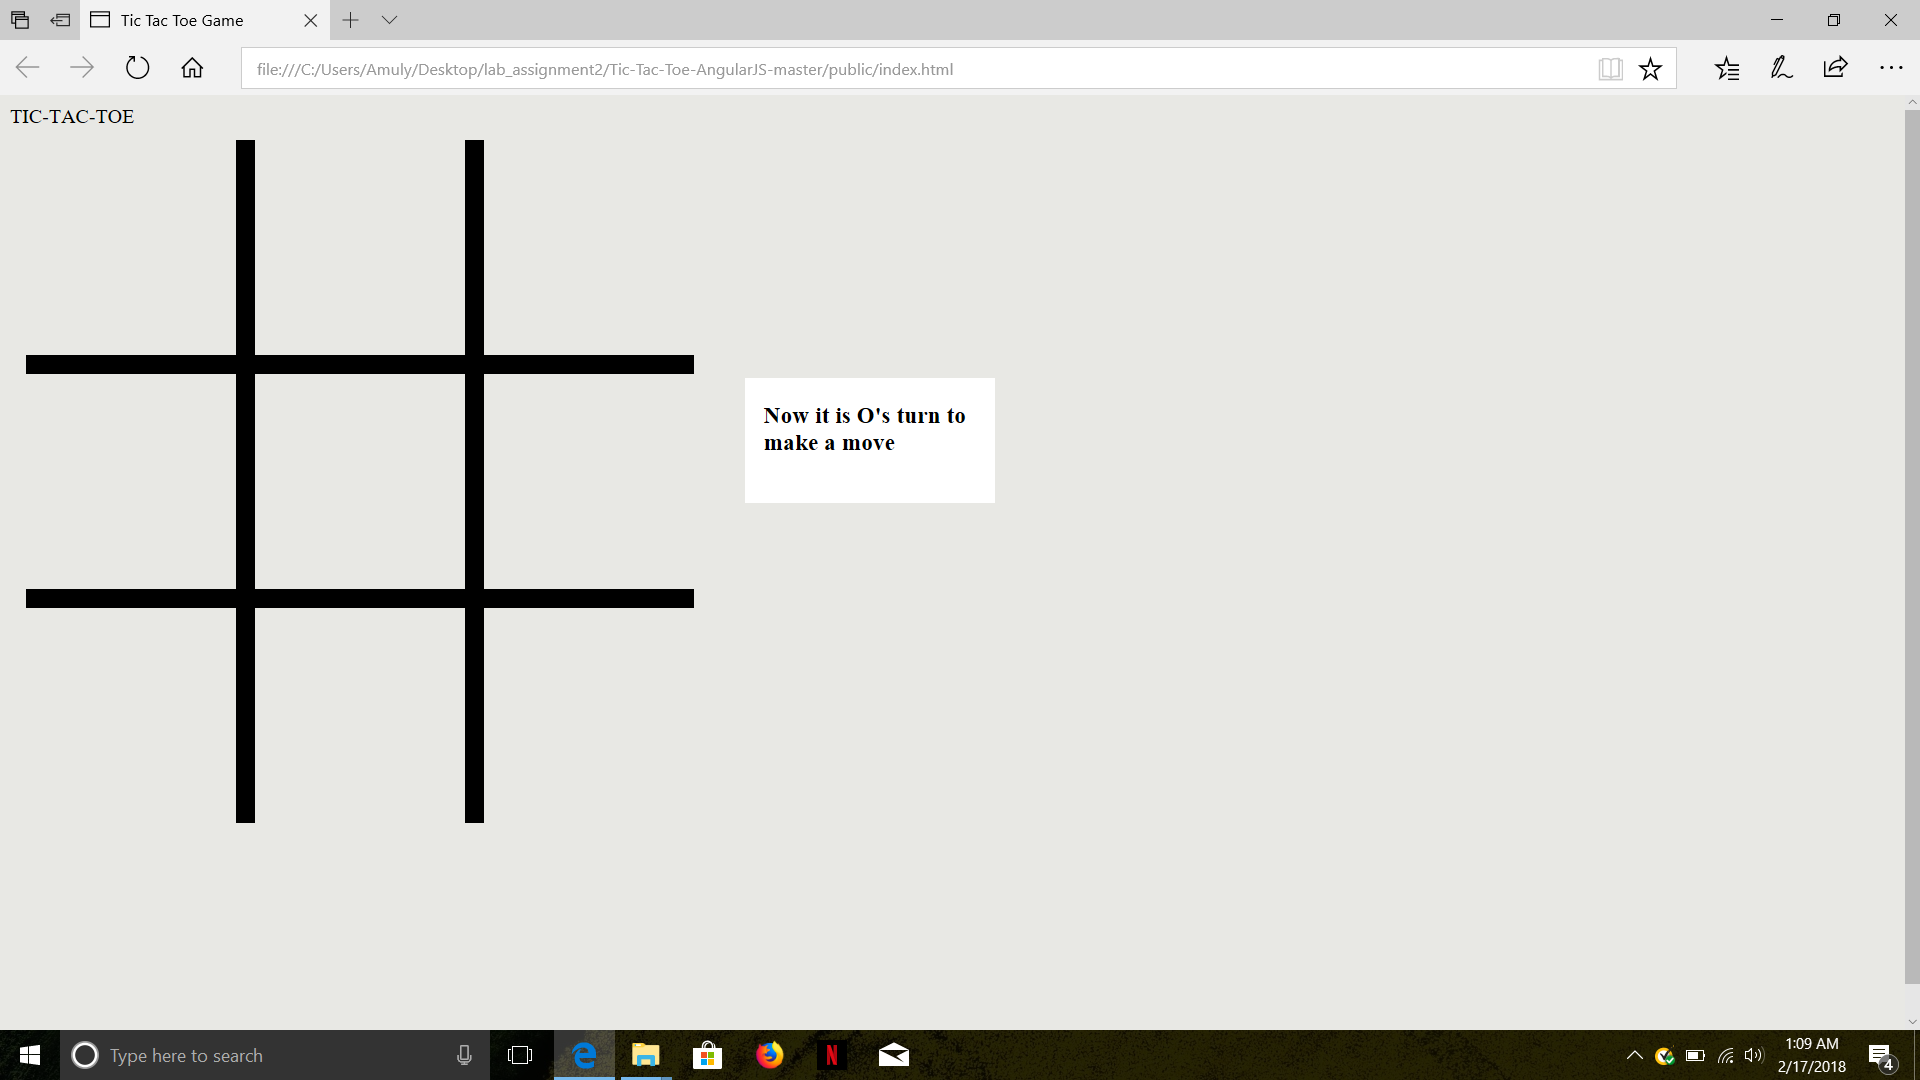 Tic Tac Toe Game
file:///C:/Users/Amuly/Desktop/lab_assignment2/Tic-Tac-Toe-AngularJS-master/public/index.html
TIC-TAC-TOE
Now it is O's turn to
make a move
Type here to search
N
1:09 AM
2/17/2018
4